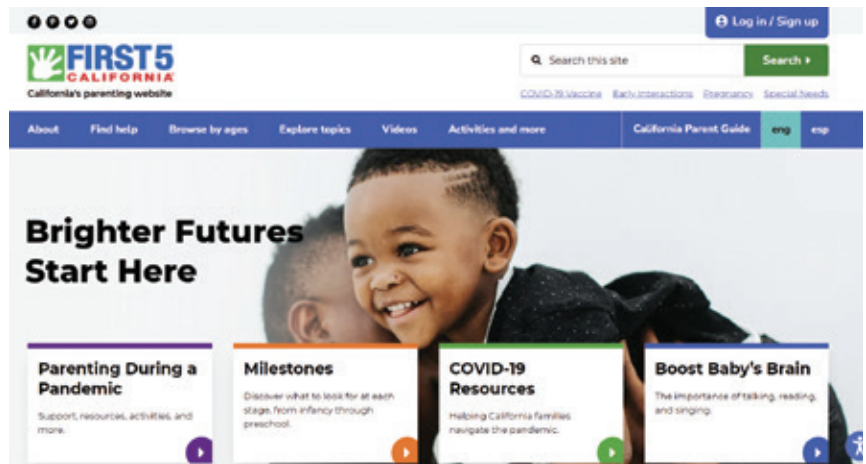 Log in / Sign up
FIRST5
CALIFORNIA
California's parenting website
Search this site
Search
COVID-19 Vaccine Early Interactions Pregnancy Special Needs
About Find help Browse by ages Explore topics Videos Activities and more California Parent Guide eng esp
Brighter Futures
Start Here
Parenting During a
Pandemic
Support, resources, activities, and
more.
Milestones
Discover what to look for at each
stage, from infancy through
preschool.
COVID-19
Resources
Helping California families
navigate the pandemic.
Boost Baby's Brain
The importance of talking, reading,
and singing.